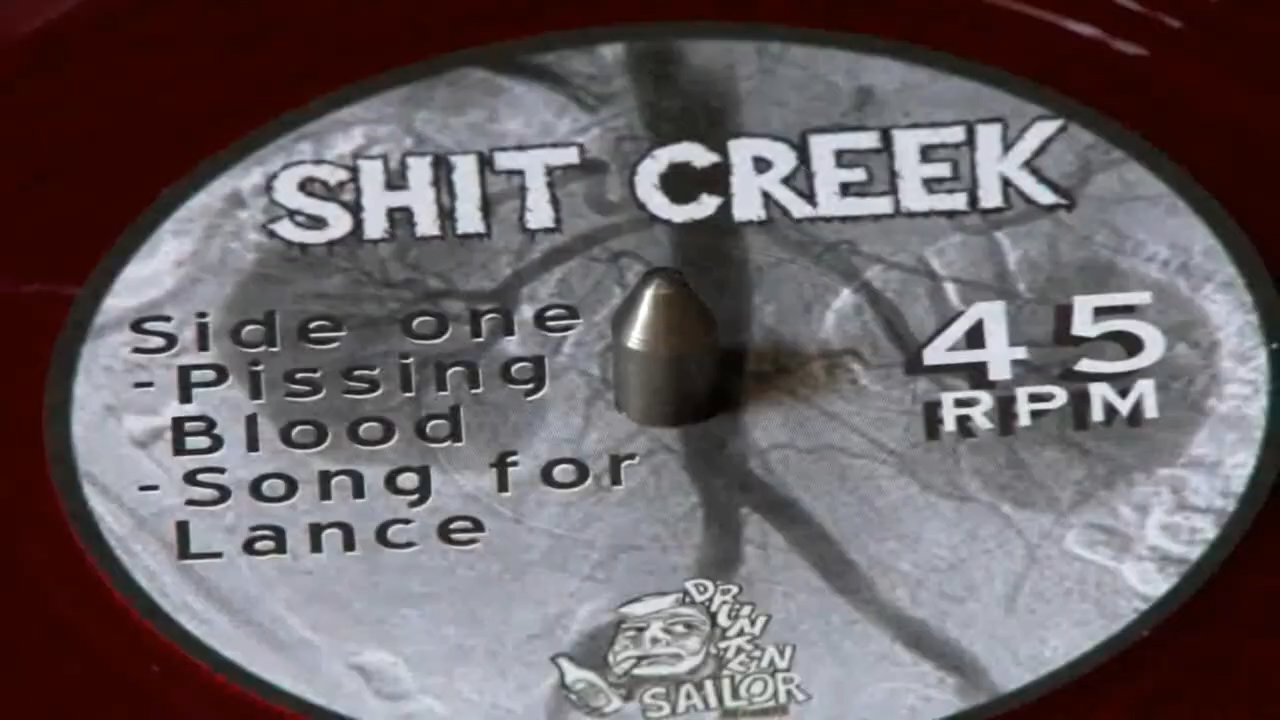 SHIT CREEK
Side one
-Pissing
Blood
-Song for
Lance
45
RPM
DRUNKEN
SAILOR